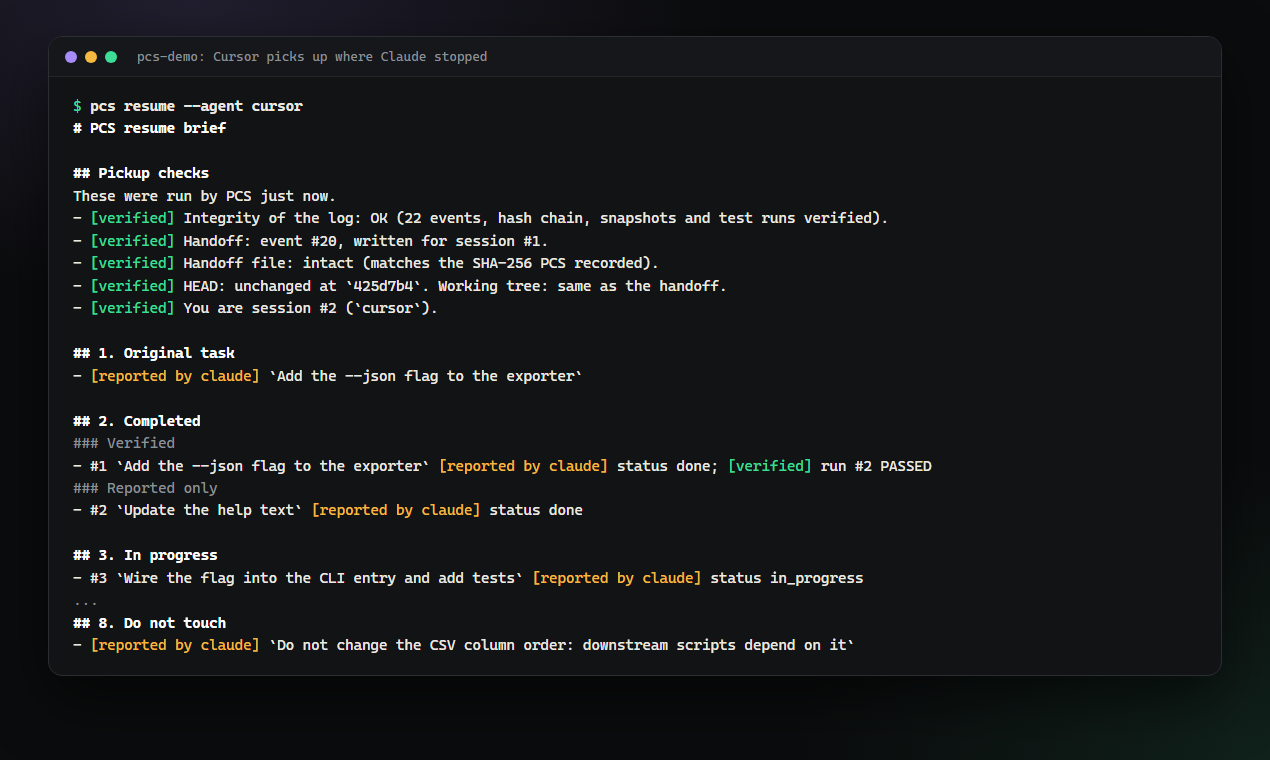 pcs-demo: Cursor picks up where Claude stopped
$ pcs resume --agent cursor
# PCS resume brief
## Pickup checks
These were run by PCS just now.
- [verified] Integrity of the log: OK (22 events, hash chain, snapshots and test runs verified).
- [verified] Handoff: event #20, written for session #1.
- [verified] Handoff file: intact (matches the SHA-256 PCS recorded).
- [verified] HEAD: unchanged at `425d7b4`. Working tree: same as the handoff.
- [verified] You are session #2 (`cursor`).
## 1. Original task
- [reported by claude] `Add the --json flag to the exporter`
## 2. Completed
### Verified
- #1 `Add the --json flag to the exporter` [reported by claude] status done; [verified] run #2 PASSED
### Reported only
- #2 `Update the help text` [reported by claude] status done
## 3. In progress
- #3 `Wire the flag into the CLI entry and add tests` [reported by claude] status in_progress
...
## 8. Do not touch
- [reported by claude] `Do not change the CSV column order: downstream scripts depend on it`